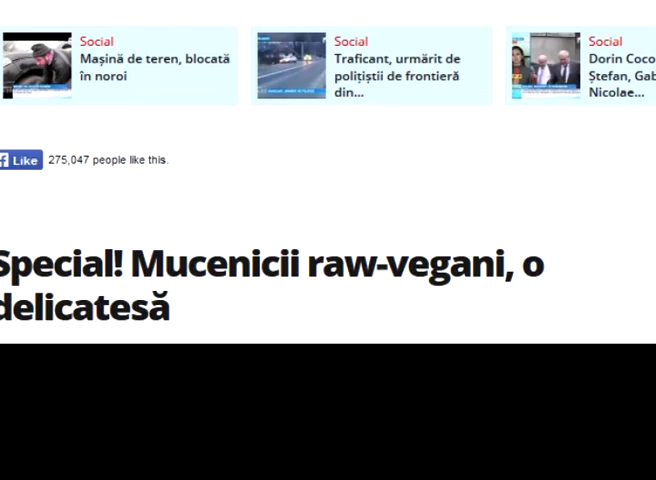 Social
Mașină de teren, blocată
în noroi
Social
Traficant, urmărit de
polițiștii de frontieră
din...
Social
Dorin Coco
Ștefan, Gab
Nicolae...
Like 275,047 people like this.
Special! Mucenicii raw-vegani, o
delicatesă